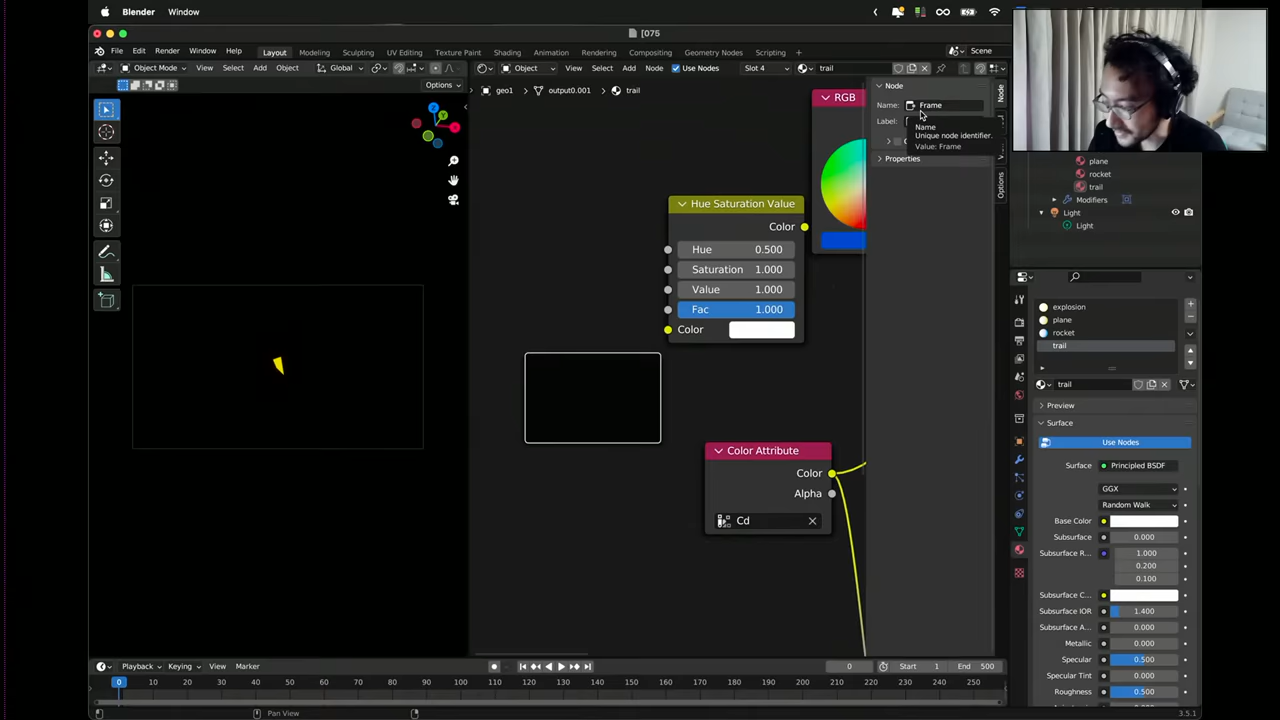 Blender Window
[075
File Edit Render Window Help Layout Modeling Sculpting UV Editing Texture Paint Shading Animation Rendering Compositing Geometry Nodes Scripting + Scene
Object Mode View Select Add Object Global Object View Select Add Node Use Nodes Slot 4 trail
Options
geo1 > output0.001 > trail
Node
Name: Frame
Label:
Name
Unique node identifier.
Value: Frame
Properties
Node
Options
RGB
Hue Saturation Value
Color
Hue 0.500
Saturation 1.000
Value 1.000
Fac 1.000
Color
Color Attribute
Color
Alpha
Cd
plane
rocket
trail
Modifiers
Light
Light
explosion
plane
rocket
trail
trail
Preview
Surface
Use Nodes
Surface Principled BSDF
GGX
Random Walk
Base Color
Subsurface 0.000
Subsurface R... 1.000
0.200
0.100
Subsurface C...
Subsurface IOR 1.400
Subsurface A... 0.000
Metallic 0.000
Specular 0.500
Specular Tint 0.000
Roughness 0.500
Playback Keying View Marker 0 Start 1 End 500
0 10 20 30 40 50 60 70 80 90 100 110 120 130 140 150 160 170 180 190 200 210 220 230 240 250
Pan View
3.5.1